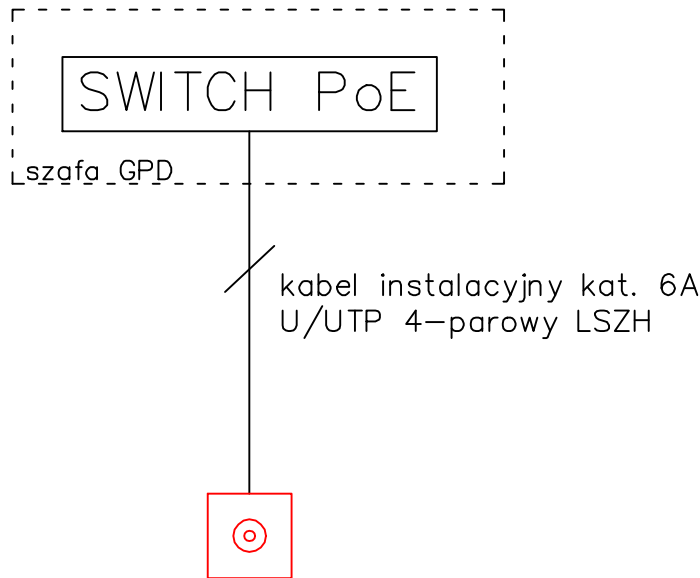 SWITCH PoE
szafa GPD
kabel instalacyjny kat. 6A
U/UTP 4-parowy LSZH